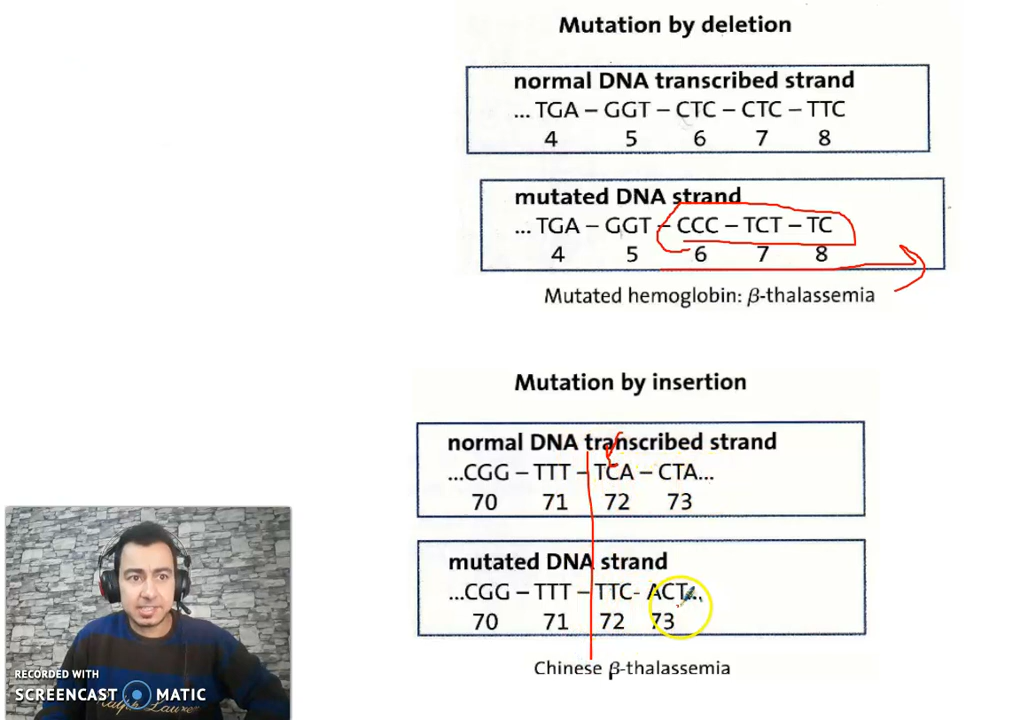 Mutation by deletion
normal DNA transcribed strand
... TGA – GGT – CTC – CTC – TTC
4 5 6 7 8
mutated DNA strand
... TGA – GGT – CCC – TCT – TC
4 5 6 7 8
Mutated hemoglobin: β-thalassemia
Mutation by insertion
normal DNA transcribed strand
...CGG – TTT – TCA – CTA...
70 71 72 73
mutated DNA strand
...CGG – TTT – TTC- ACT...
70 71 72 73
Chinese β-thalassemia
RECORDED WITH
SCREENCAST MATIC
Ralph Lauren